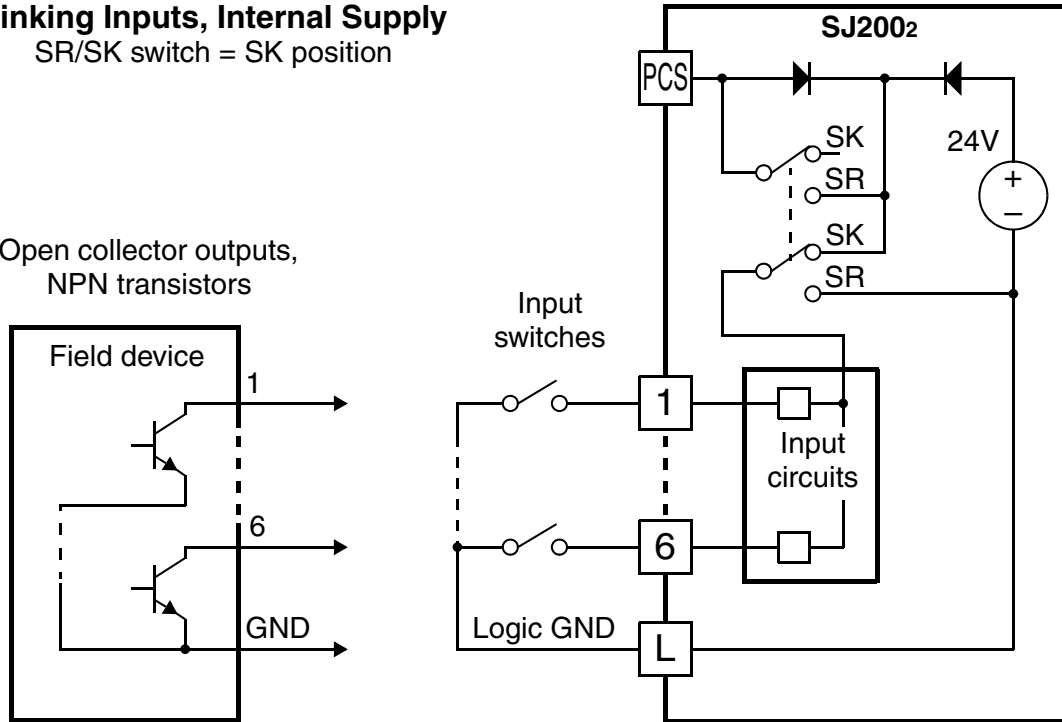 inking Inputs, Internal Supply
SR/SK switch = SK position
SJ2002
PCS
SK
24V
SR
+
–
SK
SR
Open collector outputs,
NPN transistors
Input
switches
Field device
1
1
Input
circuits
6
6
GND
Logic GND
L